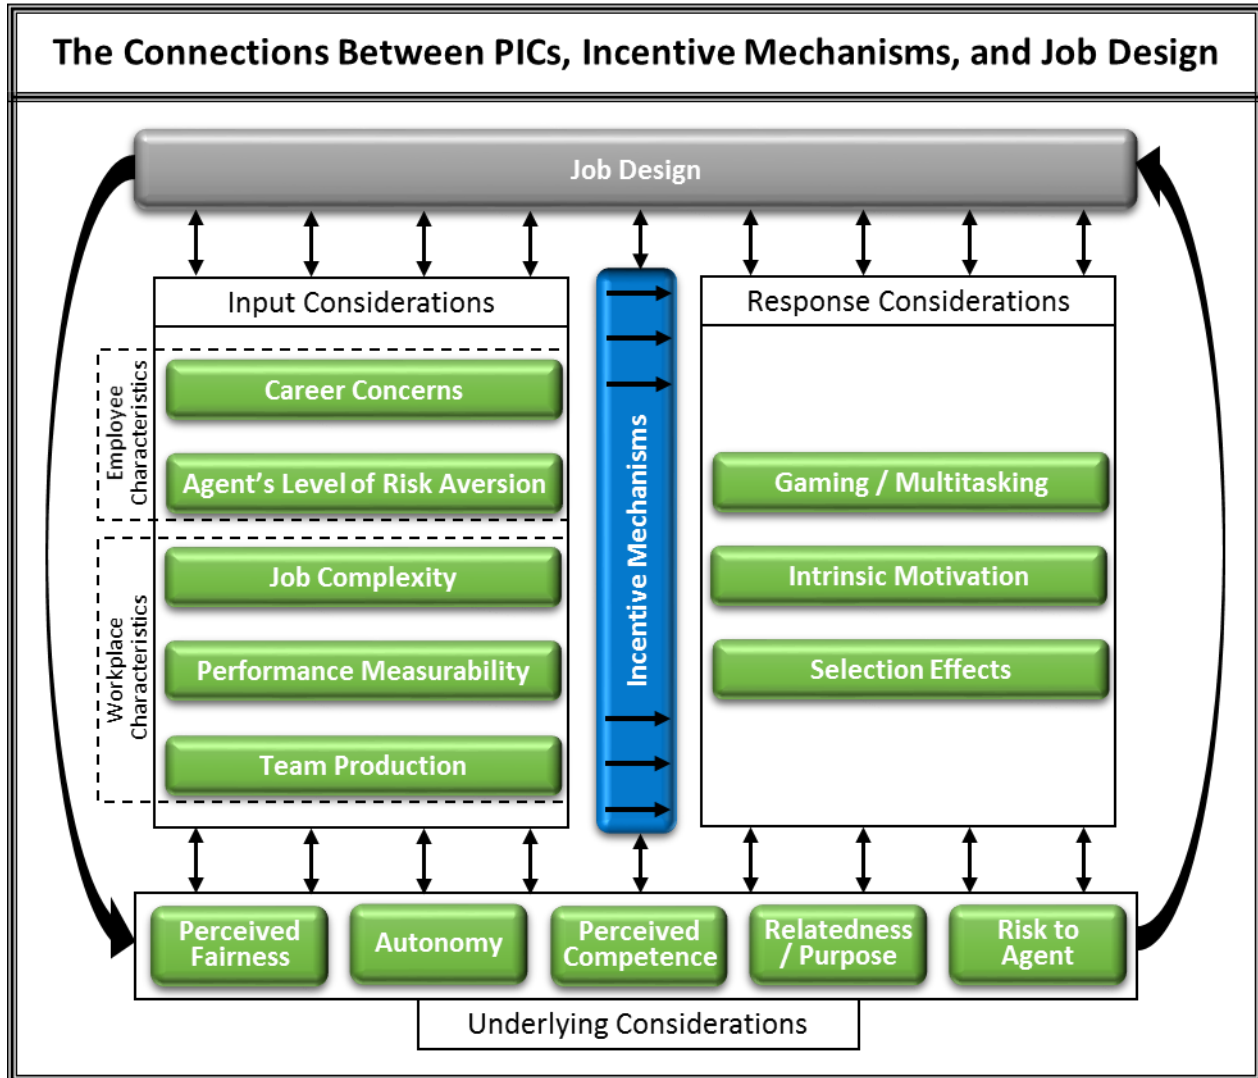 The Connections Between PICs, Incentive Mechanisms, and Job Design
Job Design
Input Considerations
Response Considerations
Employee
Characteristics
Career Concerns
Agent's Level of Risk Aversion
Workplace
Characteristics
Job Complexity
Performance Measurability
Team Production
Incentive Mechanisms
Gaming / Multitasking
Intrinsic Motivation
Selection Effects
Perceived
Fairness
Autonomy
Perceived
Competence
Relatedness
/ Purpose
Risk to
Agent
Underlying Considerations